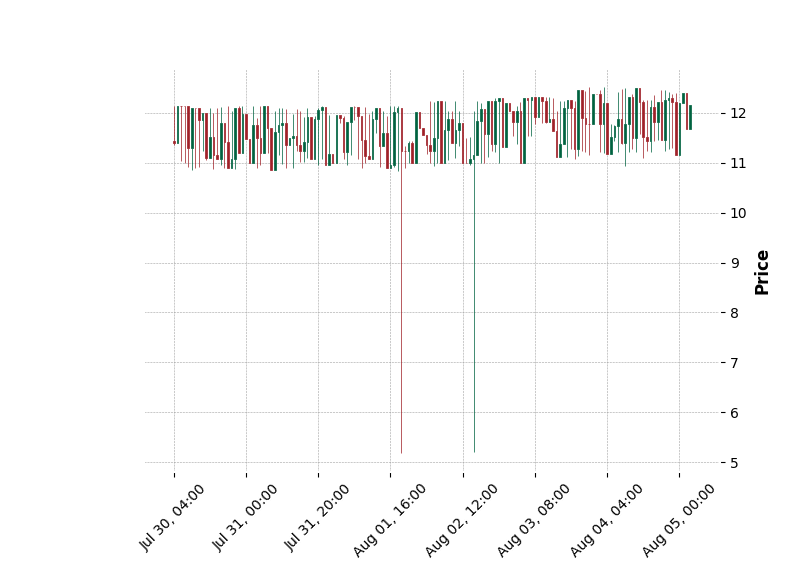 12
11
10
9
8
7
6
5
Price
Jul 30, 04:00
Jul 31, 00:00
Jul 31, 20:00
Aug 01, 16:00
Aug 02, 12:00
Aug 03, 08:00
Aug 04, 04:00
Aug 05, 00:00